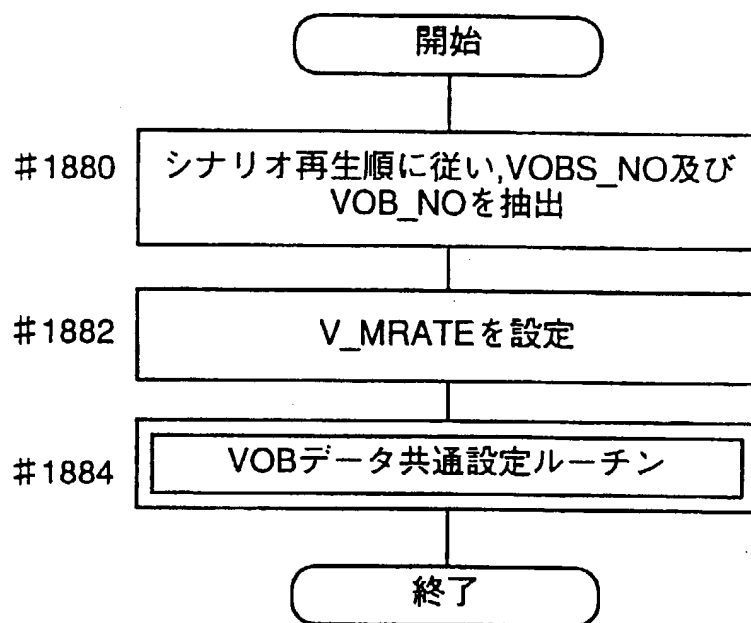 開始
#1880
シナリオ再生順に従い,VOBS_NO及び
VOB_NOを抽出
#1882
V_MRATEを設定
#1884
VOBデータ共通設定ルーチン
終了